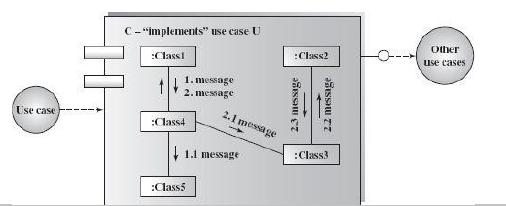 C – “implements” use case U
:Class1
:Class2
Other
use cases
1. message
2. message
Use case
:Class4
2.1 message
2.3 message
2.2 message
1.1 message
:Class3
:Class5